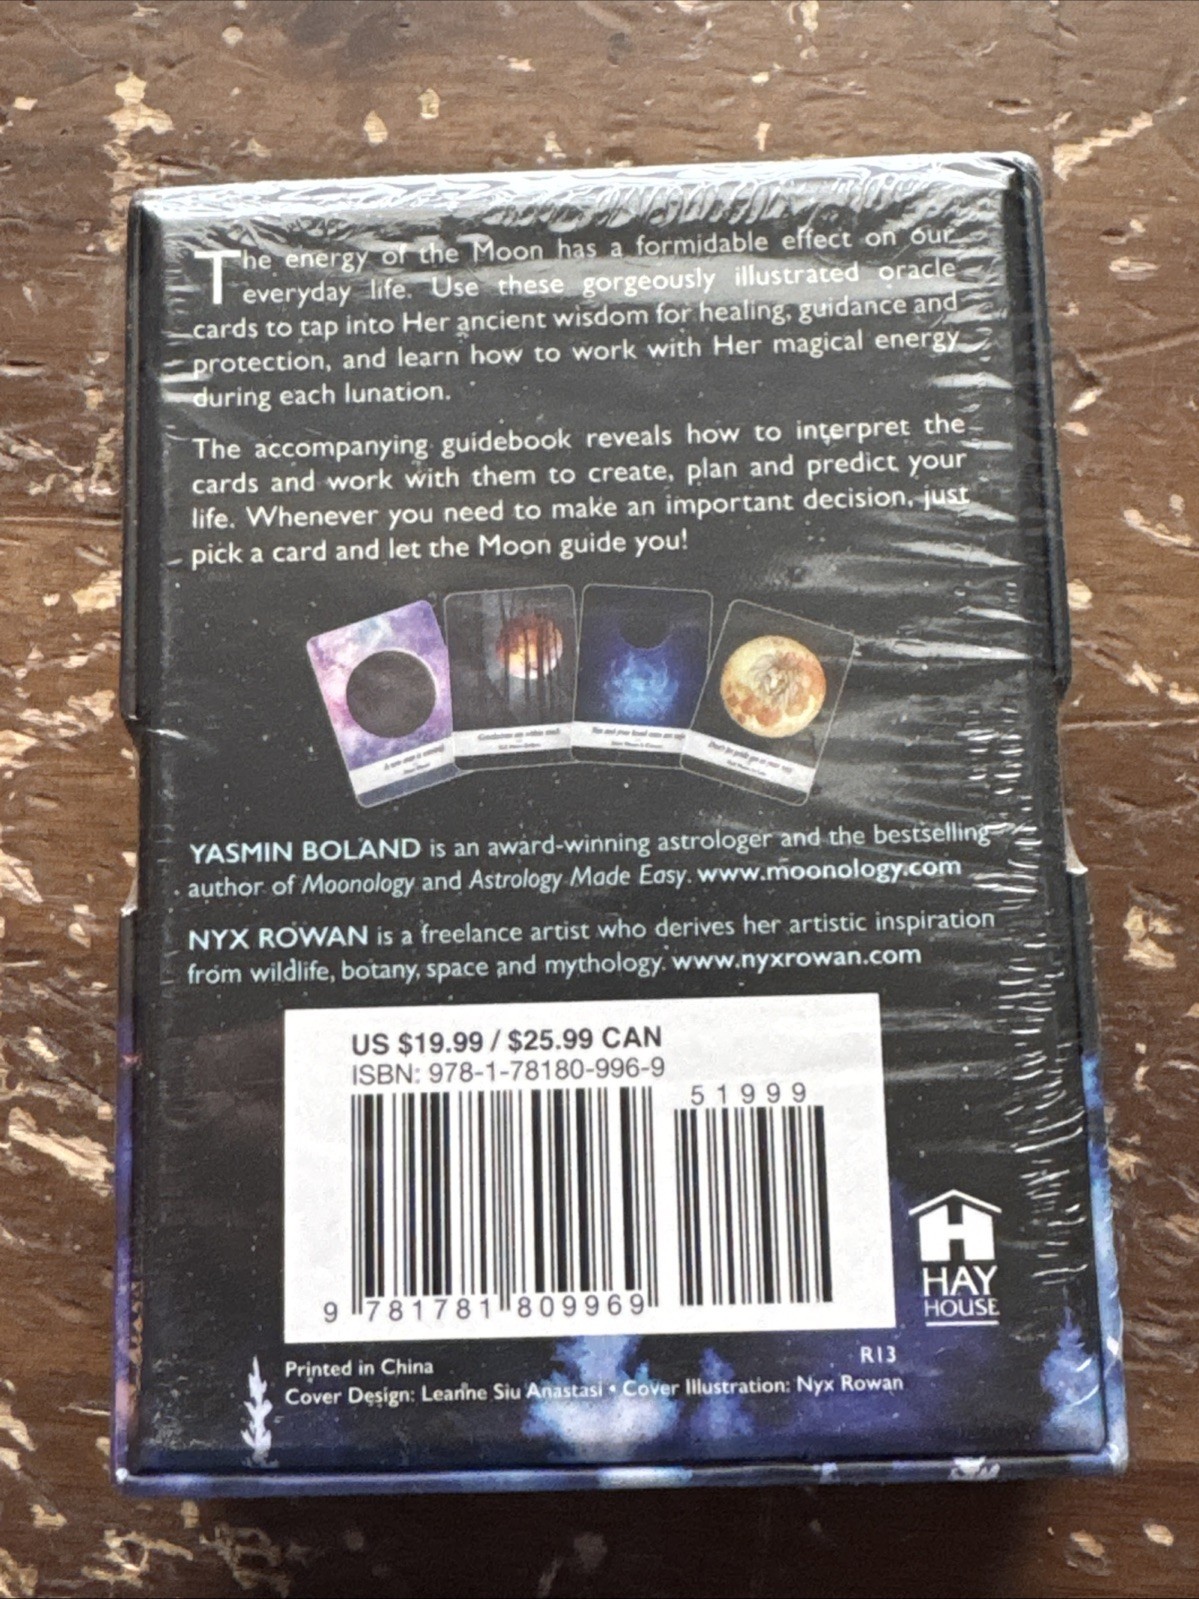 The energy of the Moon has a formidable effect on our
everyday life. Use these gorgeously illustrated oracle
cards to tap into Her ancient wisdom for healing, guidance and
protection, and learn how to work with Her magical energy
during each lunation.
The accompanying guidebook reveals how to interpret the
cards and work with them to create, plan and predict your
life. Whenever you need to make an important decision, just
pick a card and let the Moon guide you!
YASMIN BOLAND is an award-winning astrologer and the bestselling
author of Moonology and Astrology Made Easy. www.moonology.com
NYX ROWAN is a freelance artist who derives her artistic inspiration
from wildlife, botany, space and mythology. www.nyxrowan.com
US $19.99 / $25.99 CAN
ISBN: 978-1-78180-996-9
51999
9 781781 809969
HAY
HOUSE
R13
Printed in China
Cover Design: Leanne Siu Anastasi • Cover Illustration: Nyx Rowan